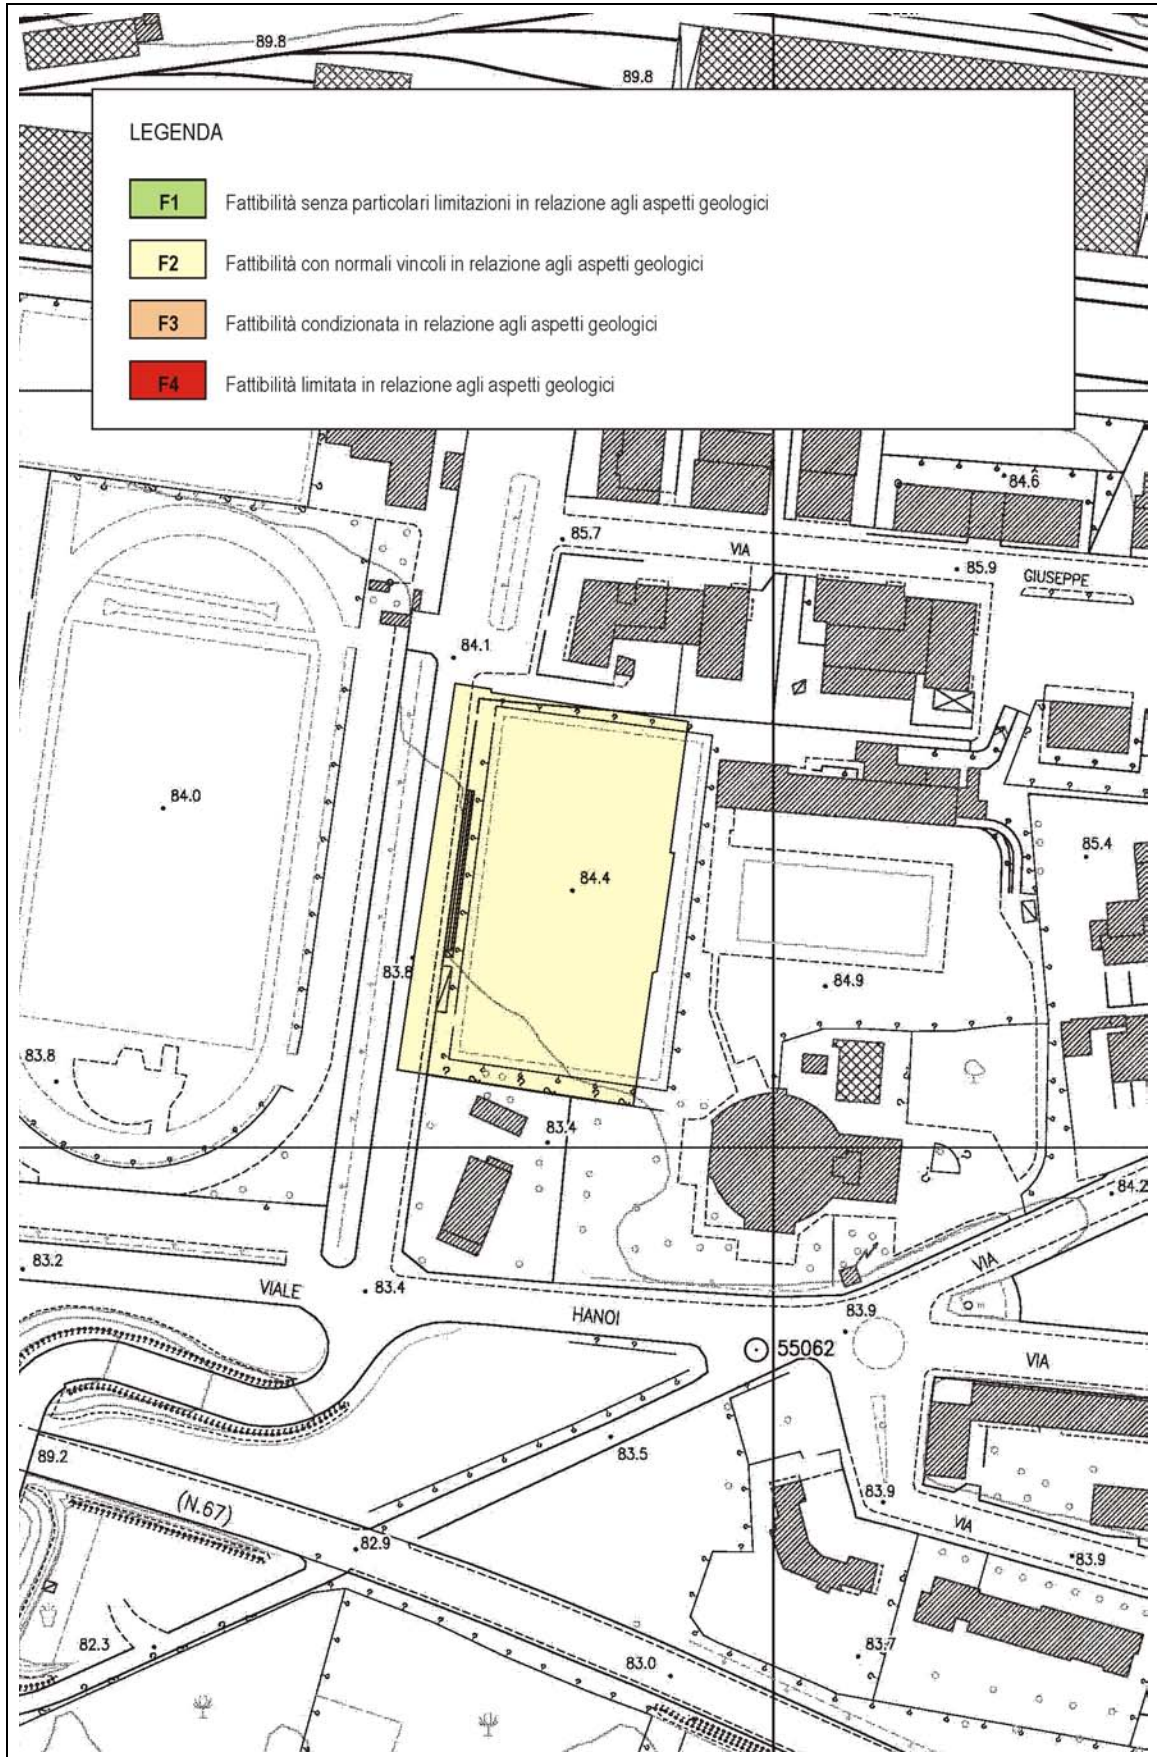 89.8
89.8
LEGENDA
F1 Fattibilità senza particolari limitazioni in relazione agli aspetti geologici
F2 Fattibilità con normali vincoli in relazione agli aspetti geologici
F3 Fattibilità condizionata in relazione agli aspetti geologici
F4 Fattibilità limitata in relazione agli aspetti geologici
84.6
85.7
VIA
85.9
GIUSEPPE
84.1
84.0
85.4
84.4
83.8
84.9
83.8
83.4
84.2
83.2
VIALE
83.4
HANOI
VIA
83.9
55062
VIA
83.5
89.2
(N.67)
83.9
VIA
82.9
83.9
82.3
83.7
83.0